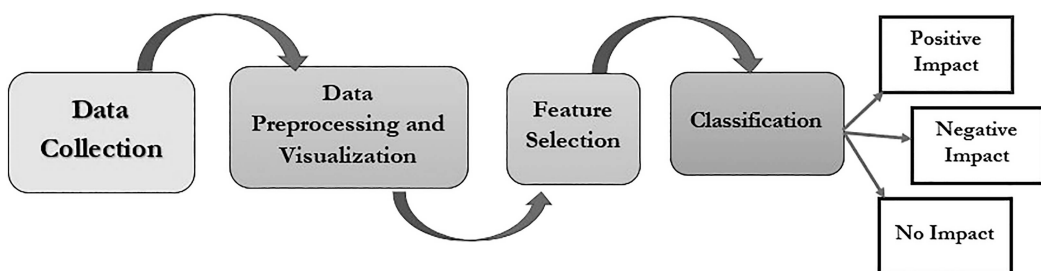 Data
Collection
Data
Preprocessing and
Visualization
Feature
Selection
Classification
Positive
Impact
Negative
Impact
No Impact